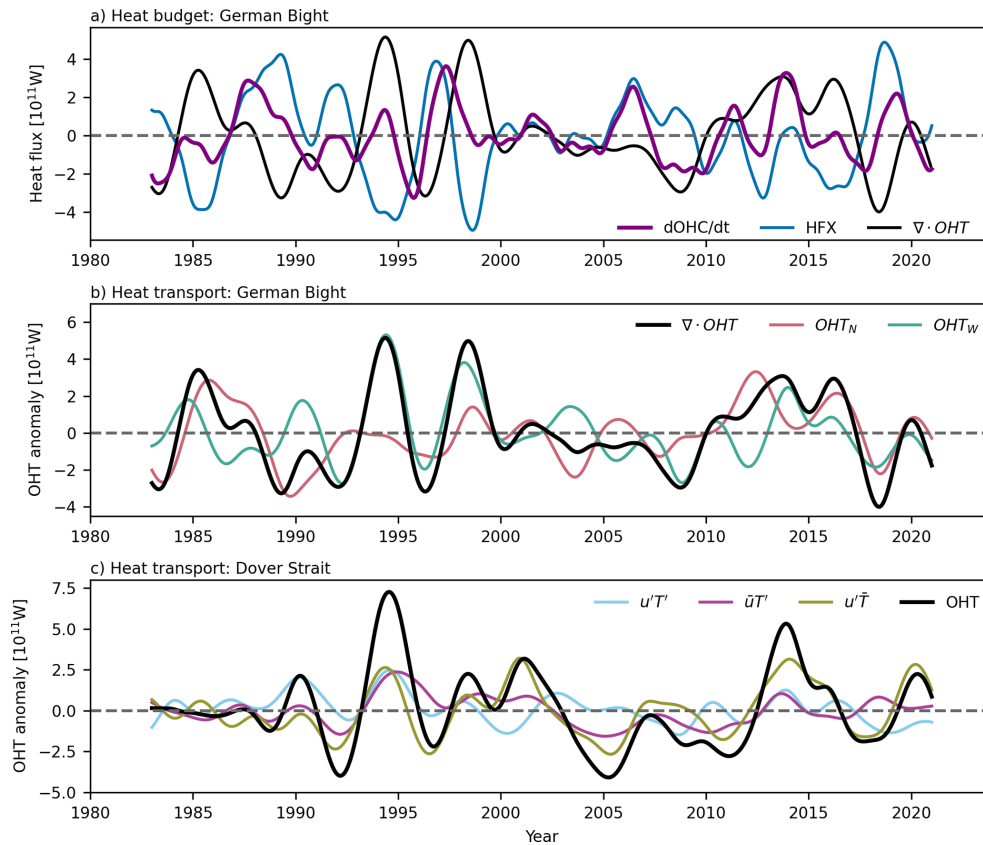 a) Heat budget: German Bight
Heat flux [10¹¹W]
4
2
0
−2
−4
dOHC/dt HFX ∇ · OHT
1980 1985 1990 1995 2000 2005 2010 2015 2020
b) Heat transport: German Bight
OHT anomaly [10¹¹W]
6
4
2
0
−2
−4
∇ · OHT OHT_N OHT_W
1980 1985 1990 1995 2000 2005 2010 2015 2020
c) Heat transport: Dover Strait
OHT anomaly [10¹¹W]
7.5
5.0
2.5
0.0
−2.5
−5.0
u′T′ ūT′ u′T̄ OHT
1980 1985 1990 1995 2000 2005 2010 2015 2020
Year